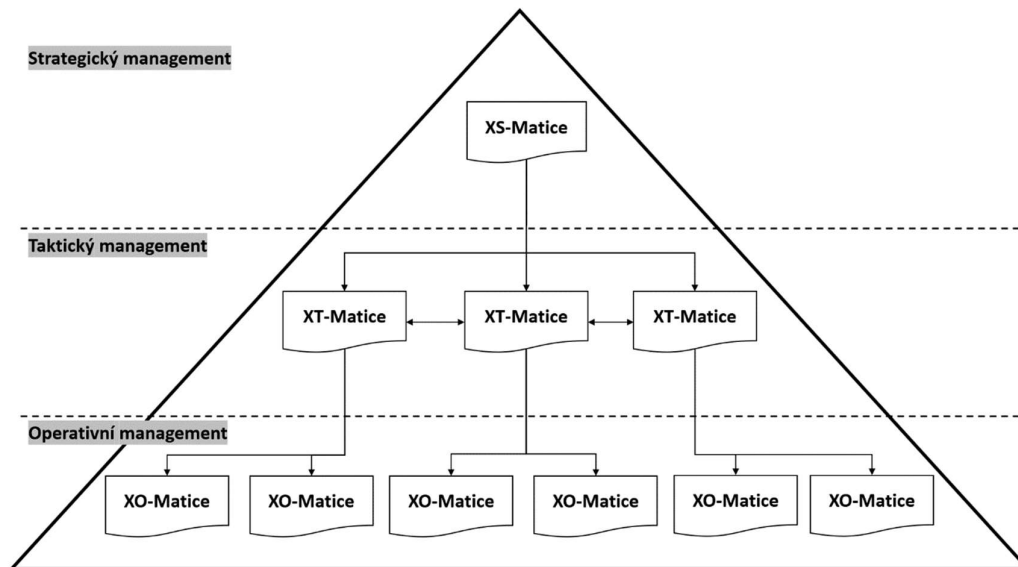 Strategický management
XS-Matice
Taktický management
XT-Matice
XT-Matice
XT-Matice
Operativní management
XO-Matice
XO-Matice
XO-Matice
XO-Matice
XO-Matice
XO-Matice